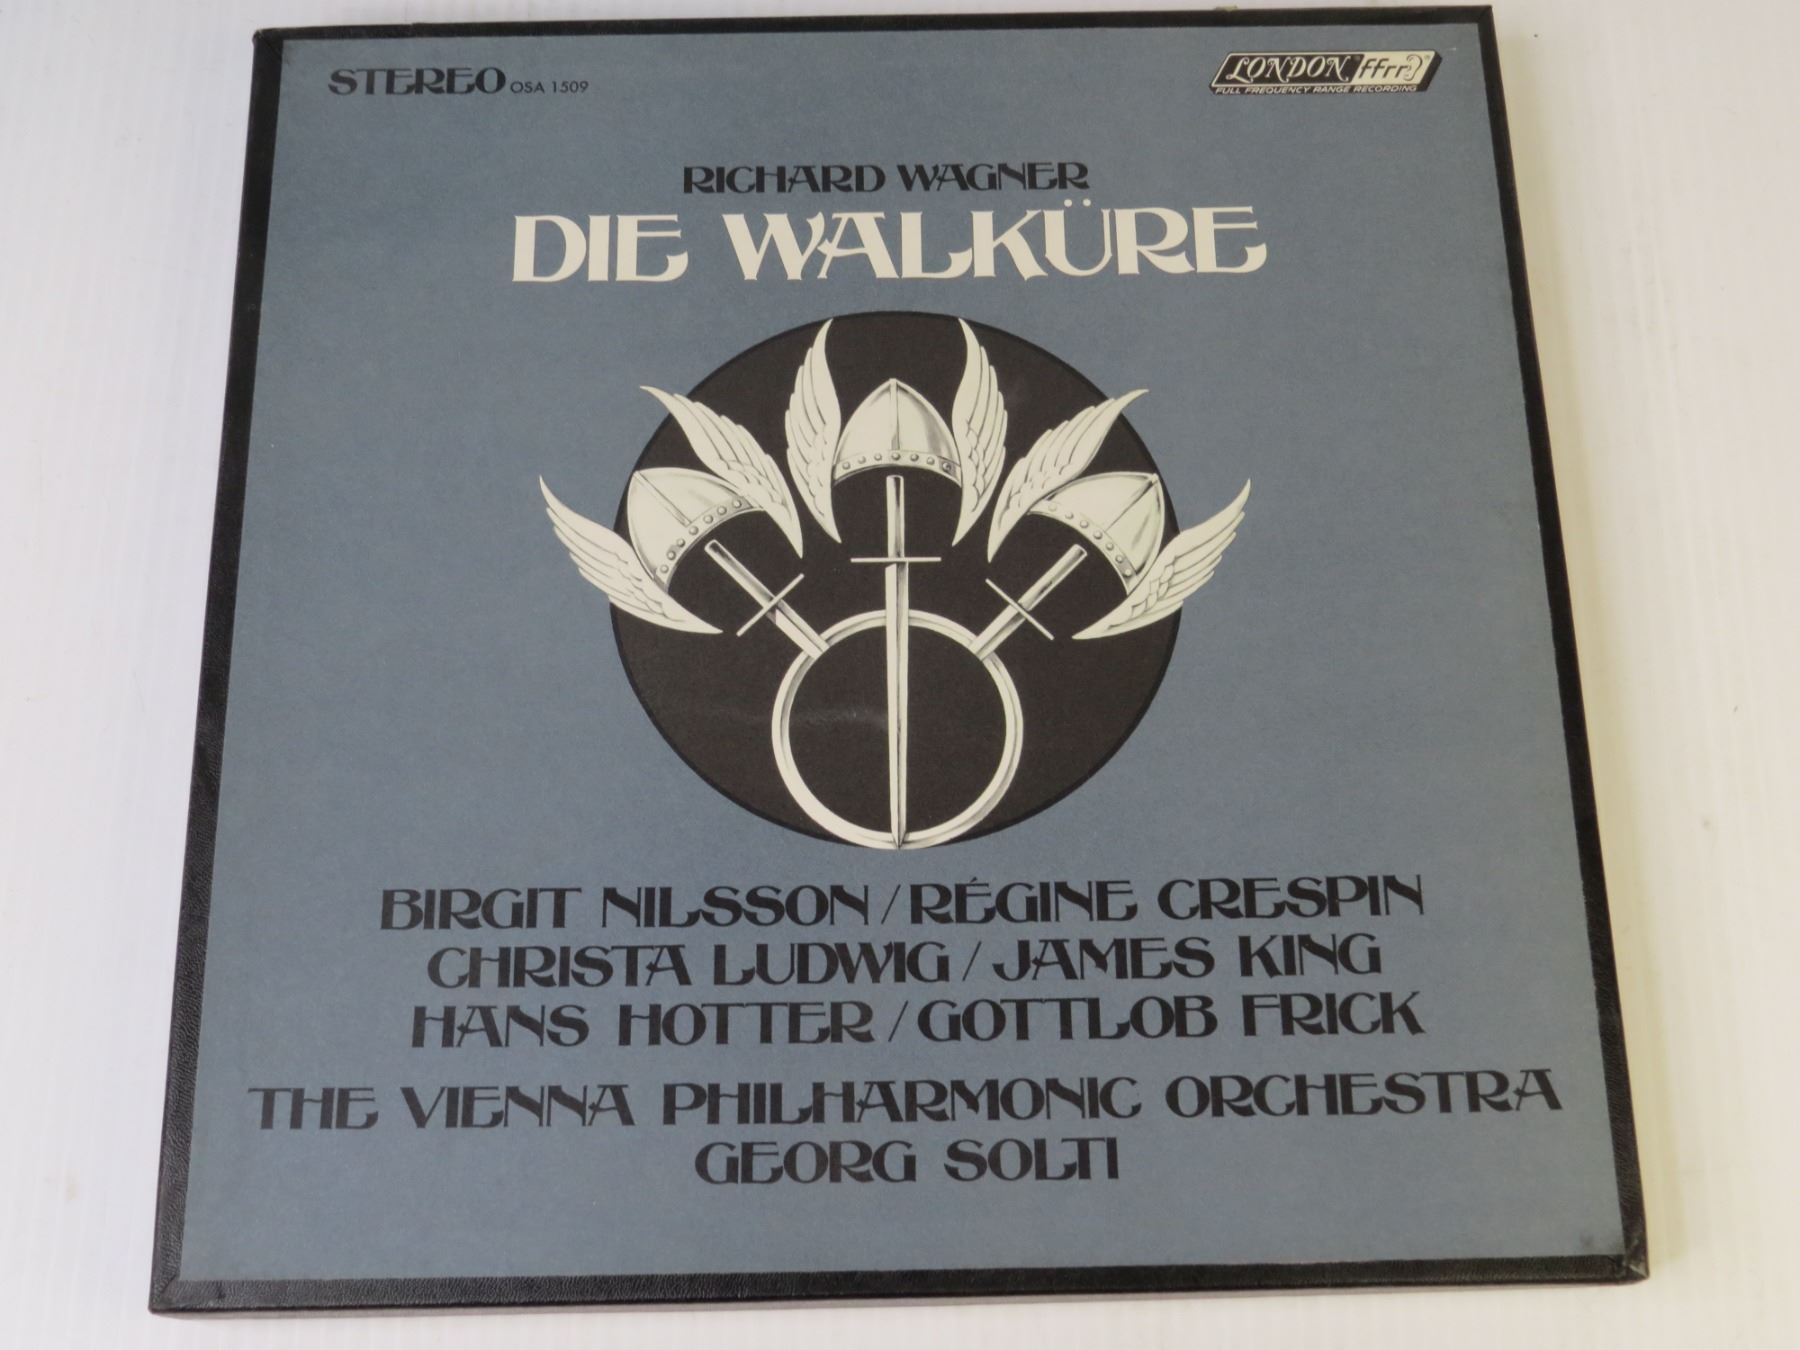 STEREO OSA 1509
LONDON ffrr
FULL FREQUENCY RANGE RECORDING
RICHARD WAGNER
DIE WALKÜRE
BIRGIT NILSSON / RÉGINE CRESPIN
CHRISTA LUDWIG / JAMES KING
HANS HOTTER / GOTTLOB FRICK
THE VIENNA PHILHARMONIC ORCHESTRA
GEORG SOLTI